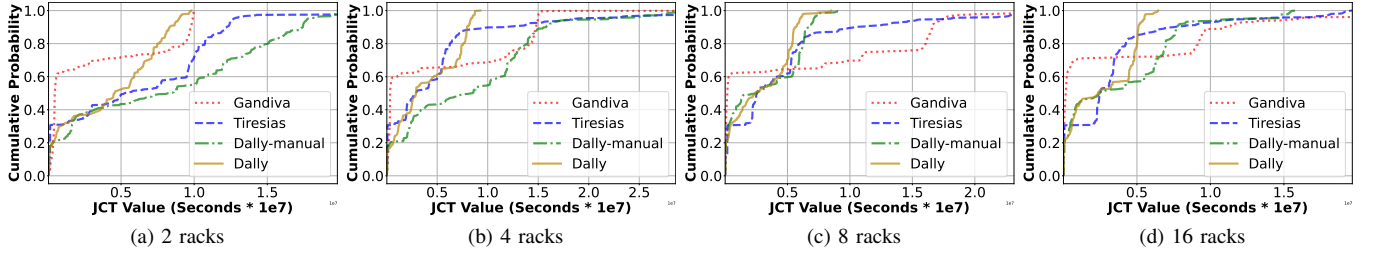 Cumulative Probability
1.0
0.8
0.6
0.4
0.2
0.0
Gandiva
Tiresias
Dally-manual
Dally
0.5 1.0 1.5
1e7
JCT Value (Seconds * 1e7)
(a) 2 racks
Cumulative Probability
1.0
0.8
0.6
0.4
0.2
0.0
Gandiva
Tiresias
Dally-manual
Dally
0.5 1.0 1.5 2.0 2.5
1e7
JCT Value (Seconds * 1e7)
(b) 4 racks
Cumulative Probability
1.0
0.8
0.6
0.4
0.2
0.0
Gandiva
Tiresias
Dally-manual
Dally
0.5 1.0 1.5 2.0
1e7
JCT Value (Seconds * 1e7)
(c) 8 racks
Cumulative Probability
1.0
0.8
0.6
0.4
0.2
0.0
Gandiva
Tiresias
Dally-manual
Dally
0.5 1.0 1.5
1e7
JCT Value (Seconds * 1e7)
(d) 16 racks